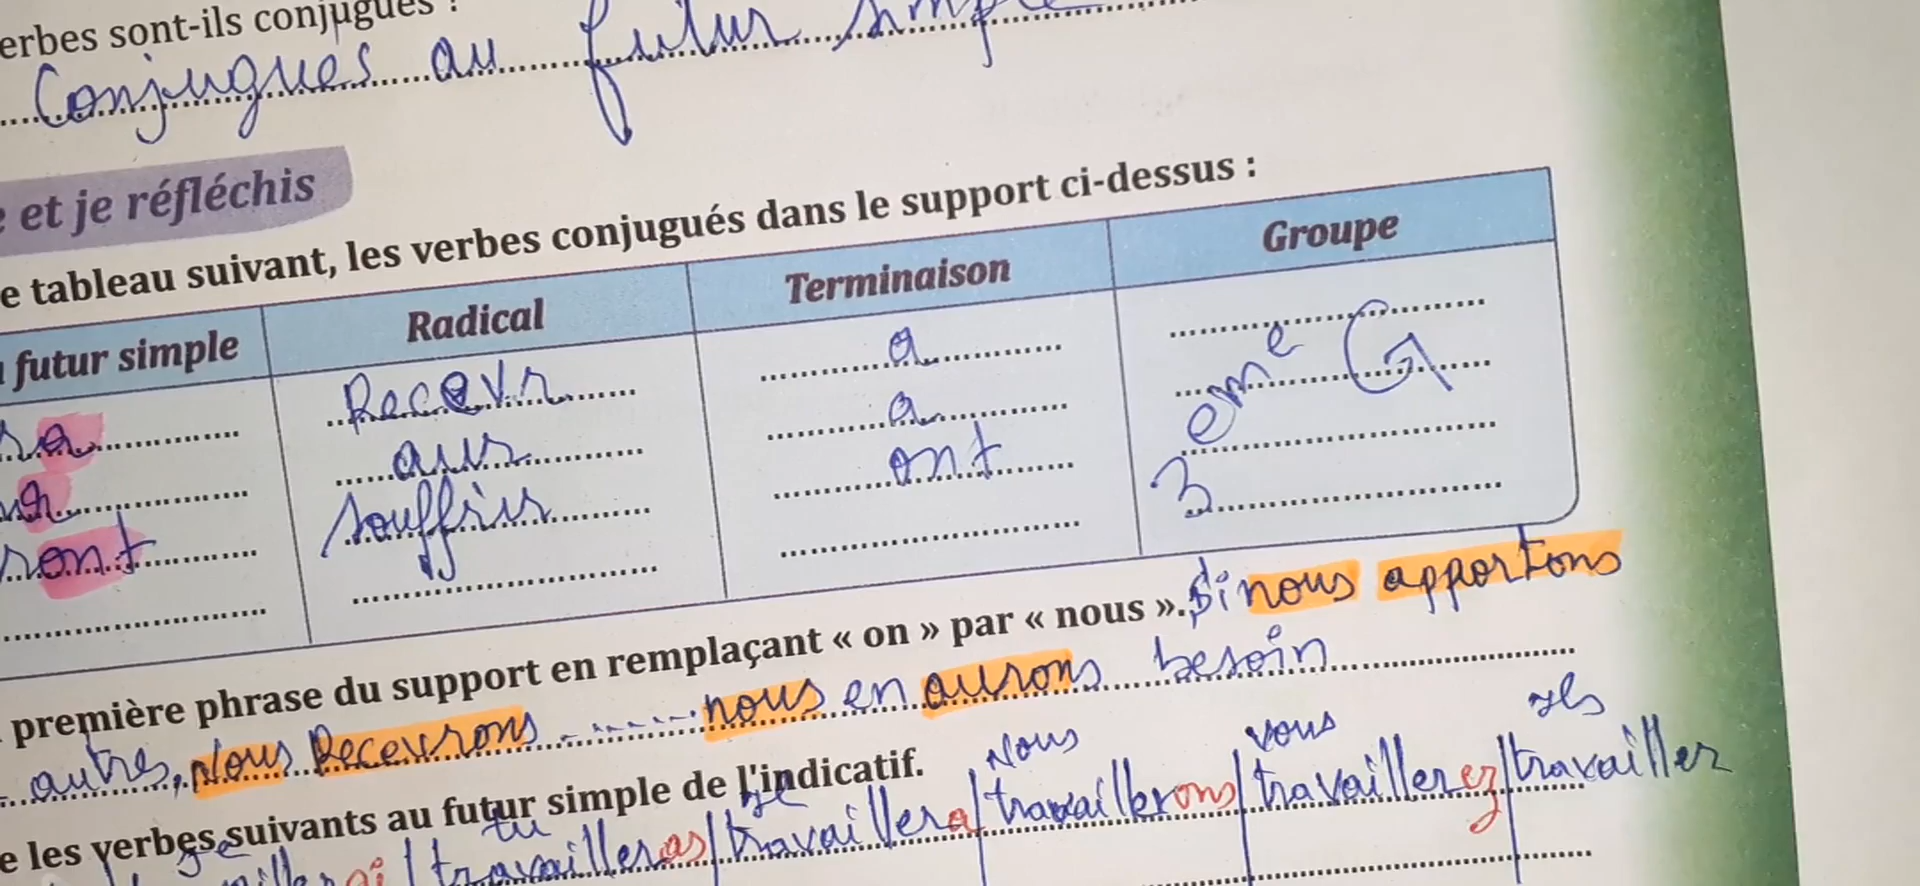 erbes sont-ils conjugués ?
Conjugues au futur simple
et je réfléchis
e tableau suivant, les verbes conjugués dans le support ci-dessus :
futur simple Radical Terminaison Groupe
ra Recevr a
a aur a
ront souffrir ont
3 eme G
première phrase du support en remplaçant « on » par « nous ». Si nous apportons
autres, Nous Recevrons ------- nous en aurons besoin
e les verbes suivants au futur simple de l'indicatif.
tu Nous vous ils
travailleras / travaillera / travaillerons / travaillerez / travailler